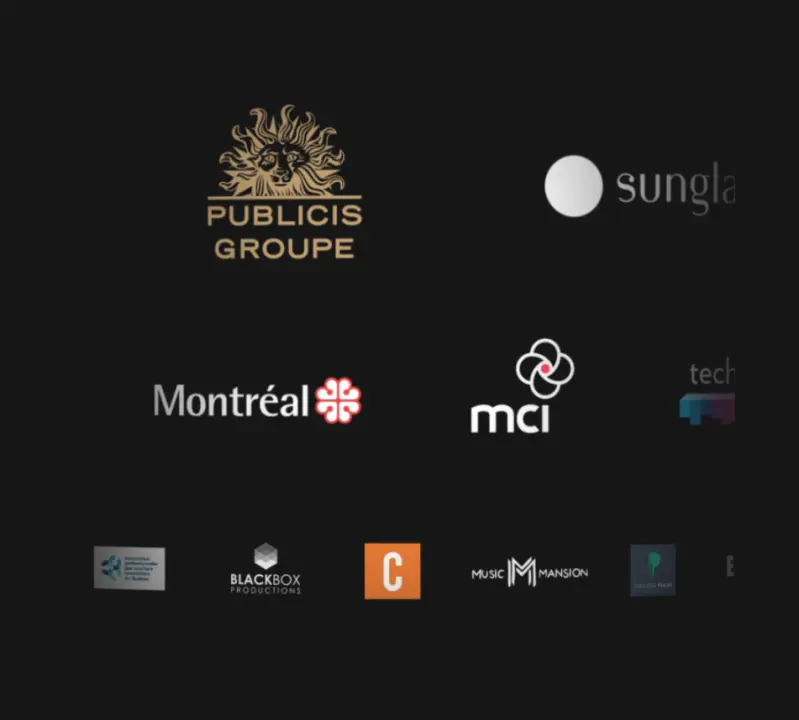 PUBLICIS
GROUPE
sungla
Montréal
mci
tech
BLACKBOX
PRODUCTIONS
C
MUSIC M MANSION